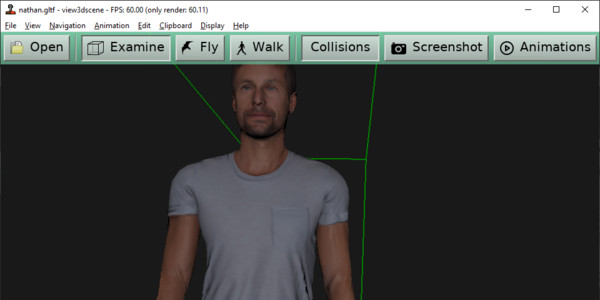 nathan.gltf - view3dscene - FPS: 60.00 (only render: 60.11)
File View Navigation Animation Edit Clipboard Display Help
Open Examine Fly Walk Collisions Screenshot Animations